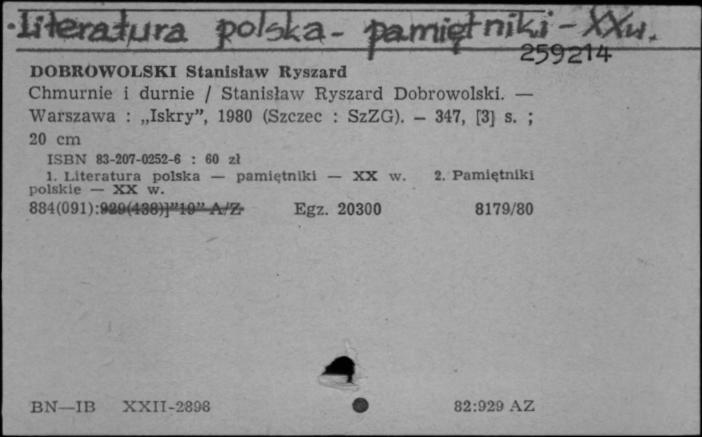 Literatura polska - pamiętniki - XXw.
259214
DOBROWOLSKI Stanisław Ryszard
Chmurnie i durnie / Stanisław Ryszard Dobrowolski. —
Warszawa : „Iskry”, 1980 (Szczec : SzZG). — 347, [3] s. ;
20 cm
ISBN 83-207-0252-6 : 60 zł
1. Literatura polska — pamiętniki — XX w. 2. Pamiętniki
polskie — XX w.
884(091):929(438)]”19” A/Z Egz. 20300 8179/80
BN—IB XXII-2898 82:929 AZ